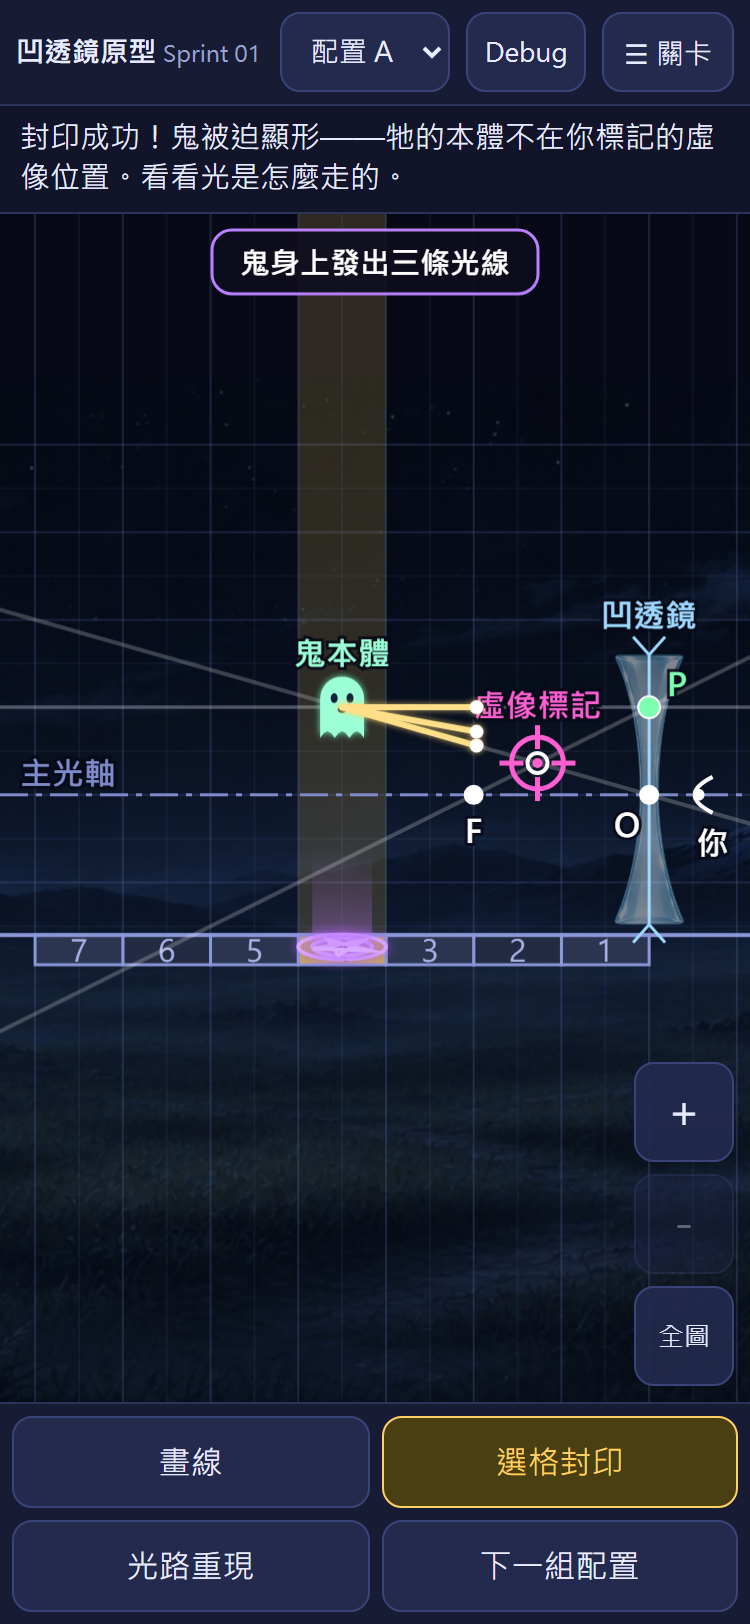 凹透鏡原型 Sprint 01 配置 A Debug ☰ 關卡
封印成功！鬼被迫顯形——牠的本體不在你標記的虛
像位置。看看光是怎麼走的。
鬼身上發出三條光線
凹透鏡
鬼本體
P
虛像標記
主光軸
F
O
你
7 6 5 3 2 1
+
-
全圖
畫線 選格封印
光路重現 下一組配置